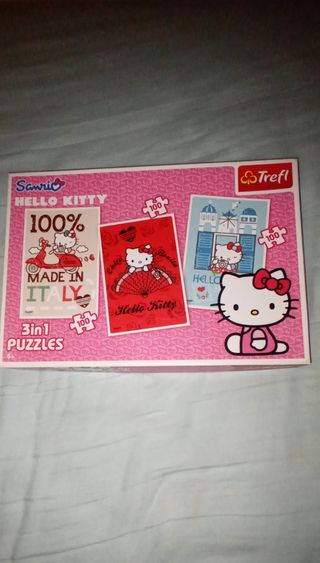 Sanrio
HELLO KITTY
Trefl
100%
MADE IN
ITALY
100
Hello Kitty
100
HELLO
100
3in1
PUZZLES